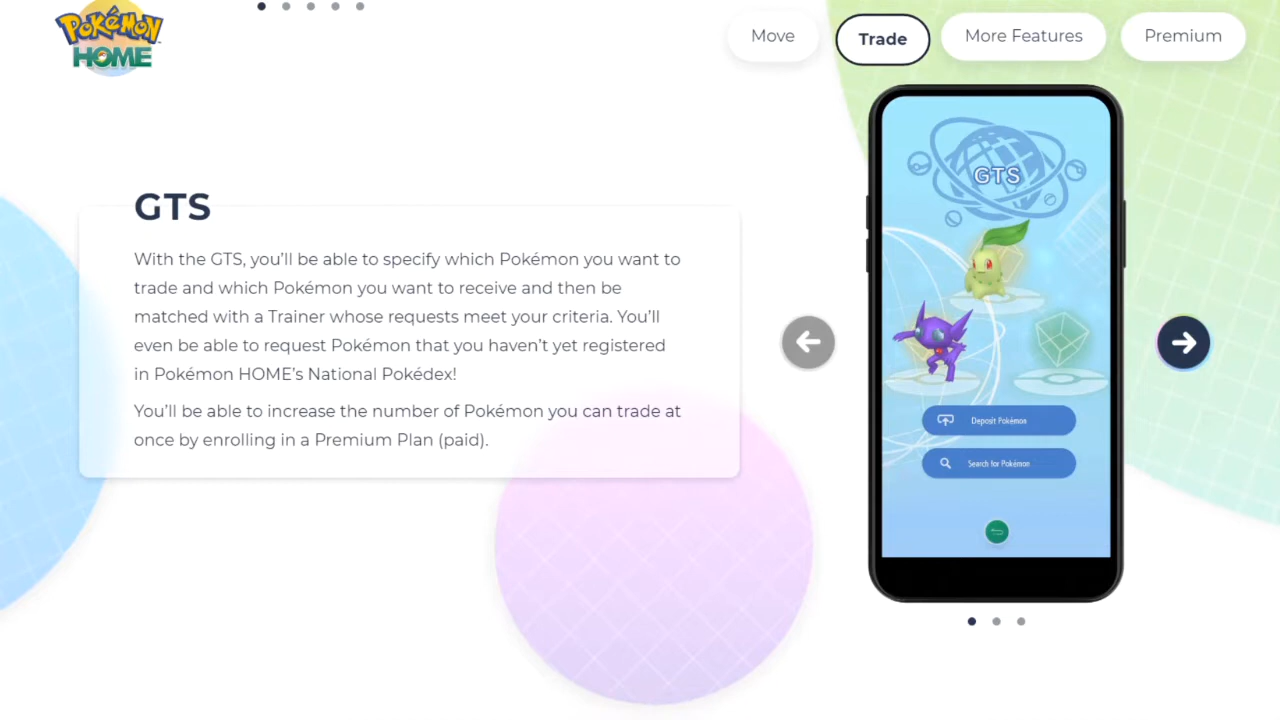 POKÉMON
HOME
Move
Trade
More Features
Premium
GTS
With the GTS, you’ll be able to specify which Pokémon you want to
trade and which Pokémon you want to receive and then be
matched with a Trainer whose requests meet your criteria. You’ll
even be able to request Pokémon that you haven’t yet registered
in Pokémon HOME’s National Pokédex!
You’ll be able to increase the number of Pokémon you can trade at
once by enrolling in a Premium Plan (paid).
GTS
Deposit Pokémon
Search for Pokémon